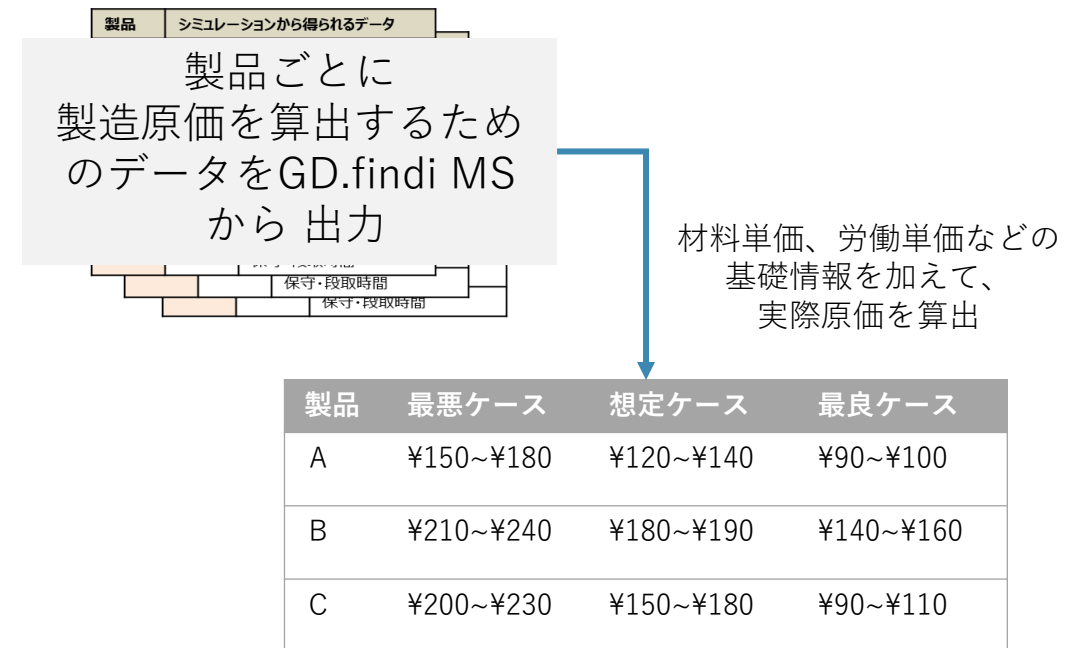 製品 シミュレーションから得られるデータ
製品ごとに
製造原価を算出するため
のデータをGD.findi MS
から 出力
保守・段取時間
保守・段取時間
材料単価、労働単価などの
基礎情報を加えて、
実際原価を算出
製品 最悪ケース 想定ケース 最良ケース
A ¥150~¥180 ¥120~¥140 ¥90~¥100
B ¥210~¥240 ¥180~¥190 ¥140~¥160
C ¥200~¥230 ¥150~¥180 ¥90~¥110